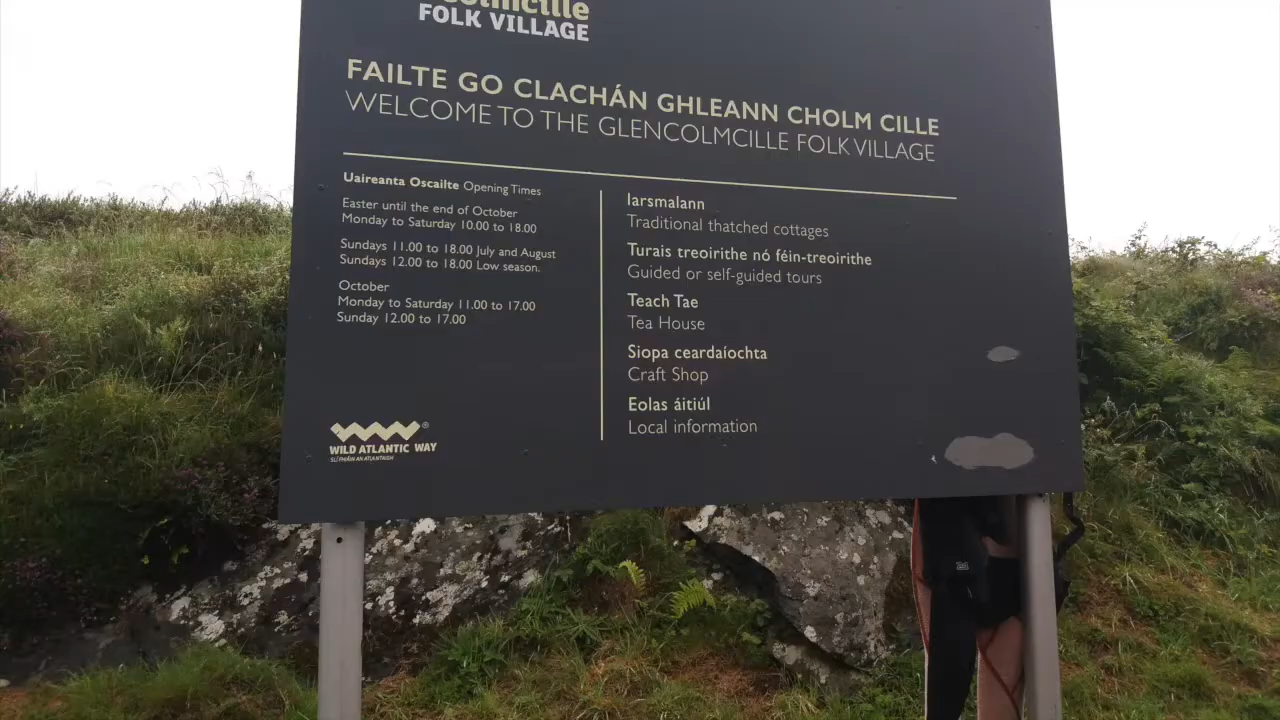 FOLK VILLAGE
FAILTE GO CLACHÁN GHLEANN CHOLM CILLE
WELCOME TO THE GLENCOLMCILLE FOLK VILLAGE
Uaireanta Oscailte Opening Times
Easter until the end of October
Monday to Saturday 10.00 to 18.00
Sundays 11.00 to 18.00 July and August
Sundays 12.00 to 18.00 Low season.
October
Monday to Saturday 11.00 to 17.00
Sunday 12.00 to 17.00
Iarsmalann
Traditional thatched cottages
Turais treoirithe nó féin-treoirithe
Guided or self-guided tours
Teach Tae
Tea House
Siopa ceardaíochta
Craft Shop
Eolas áitiúl
Local information
WILD ATLANTIC WAY
SLÍ FHIÁIN AN ATLANTAIGH